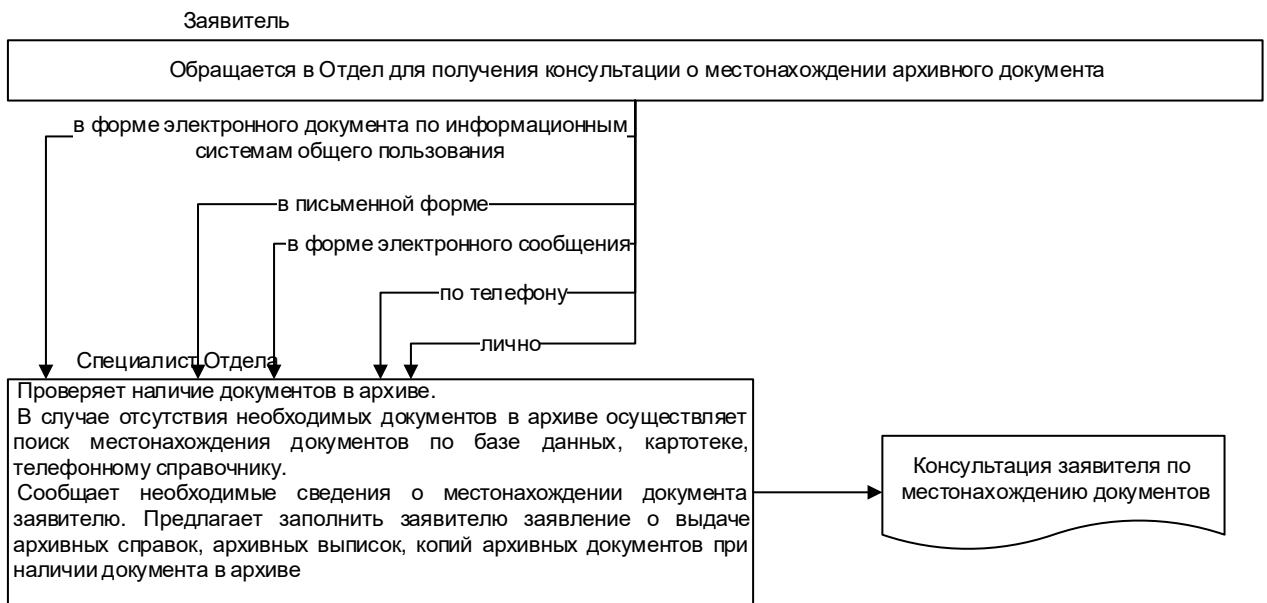 Заявитель
Обращается в Отдел для получения консультации о местонахождении архивного документа
в форме электронного документа по информационным
системам общего пользования
в письменной форме
в форме электронного сообщения
по телефону
лично
Специалист Отдела
Проверяет наличие документов в архиве.
В случае отсутствия необходимых документов в архиве осуществляет
поиск местонахождения документов по базе данных, картотеке,
телефонному справочнику.
Сообщает необходимые сведения о местонахождении документа
заявителю. Предлагает заполнить заявителю заявление о выдаче
архивных справок, архивных выписок, копий архивных документов при
наличии документа в архиве
Консультация заявителя по
местонахождению документов